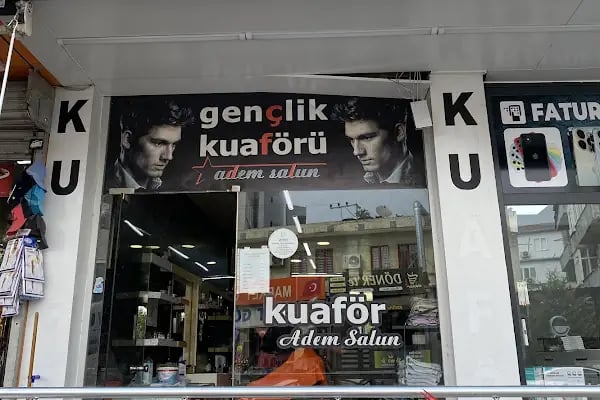 gençlik
kuaförü
adem salun
K
U
K
U
A
F
FATUR
kuaför
Adem Salun
DÖNER